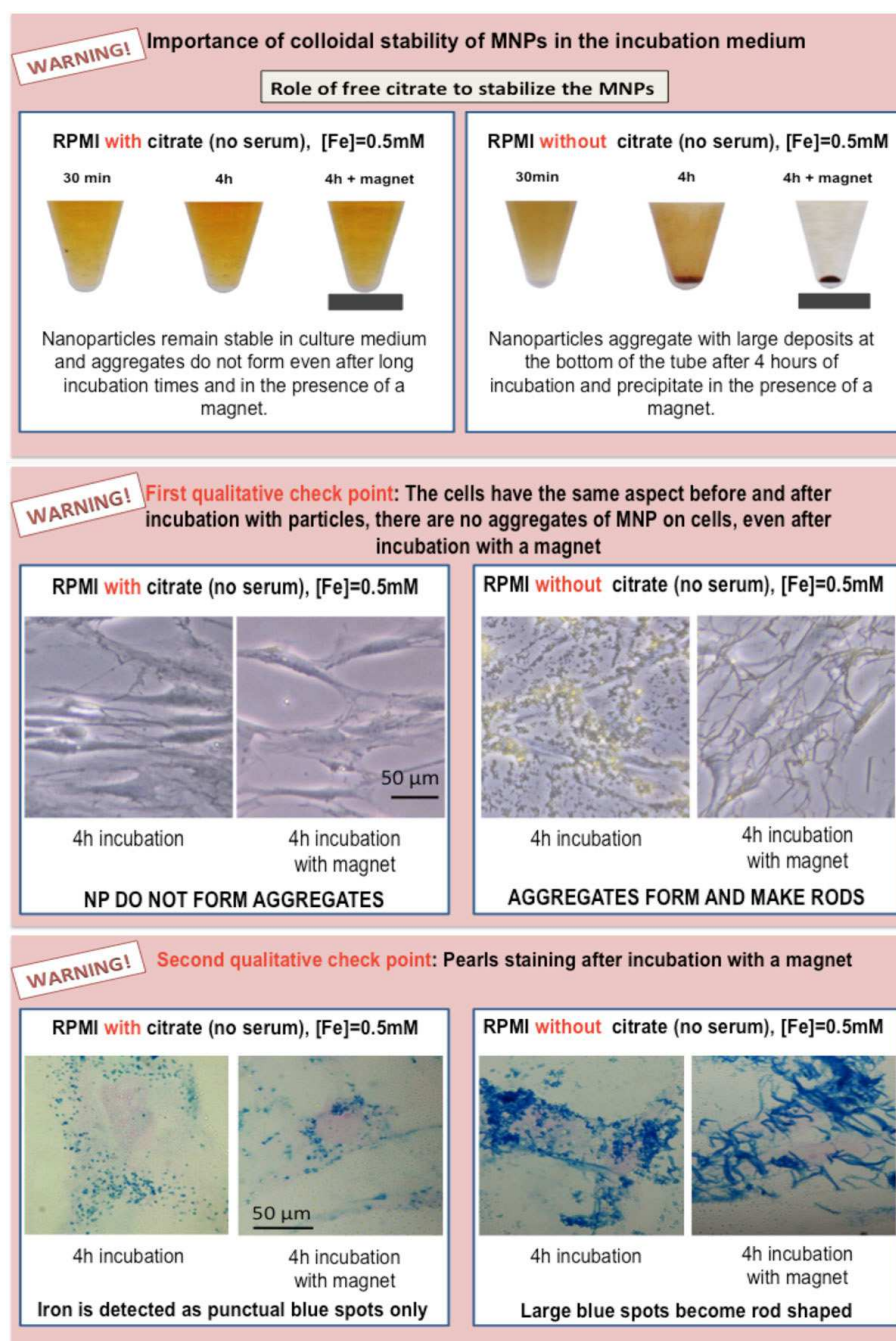 WARNING!
Importance of colloidal stability of MNPs in the incubation medium
Role of free citrate to stabilize the MNPs
RPMI with citrate (no serum), [Fe]=0.5mM
30 min
4h
4h + magnet
Nanoparticles remain stable in culture medium
and aggregates do not form even after long
incubation times and in the presence of a
magnet.
RPMI without citrate (no serum), [Fe]=0.5mM
30min
4h
4h + magnet
Nanoparticles aggregate with large deposits at
the bottom of the tube after 4 hours of
incubation and precipitate in the presence of a
magnet.
WARNING!
First qualitative check point: The cells have the same aspect before and after
incubation with particles, there are no aggregates of MNP on cells, even after
incubation with a magnet
RPMI with citrate (no serum), [Fe]=0.5mM
50 µm
4h incubation
4h incubation
with magnet
NP DO NOT FORM AGGREGATES
RPMI without citrate (no serum), [Fe]=0.5mM
4h incubation
4h incubation
with magnet
AGGREGATES FORM AND MAKE RODS
WARNING!
Second qualitative check point: Pearls staining after incubation with a magnet
RPMI with citrate (no serum), [Fe]=0.5mM
50 µm
4h incubation
4h incubation
with magnet
Iron is detected as punctual blue spots only
RPMI without citrate (no serum), [Fe]=0.5mM
4h incubation
4h incubation
with magnet
Large blue spots become rod shaped